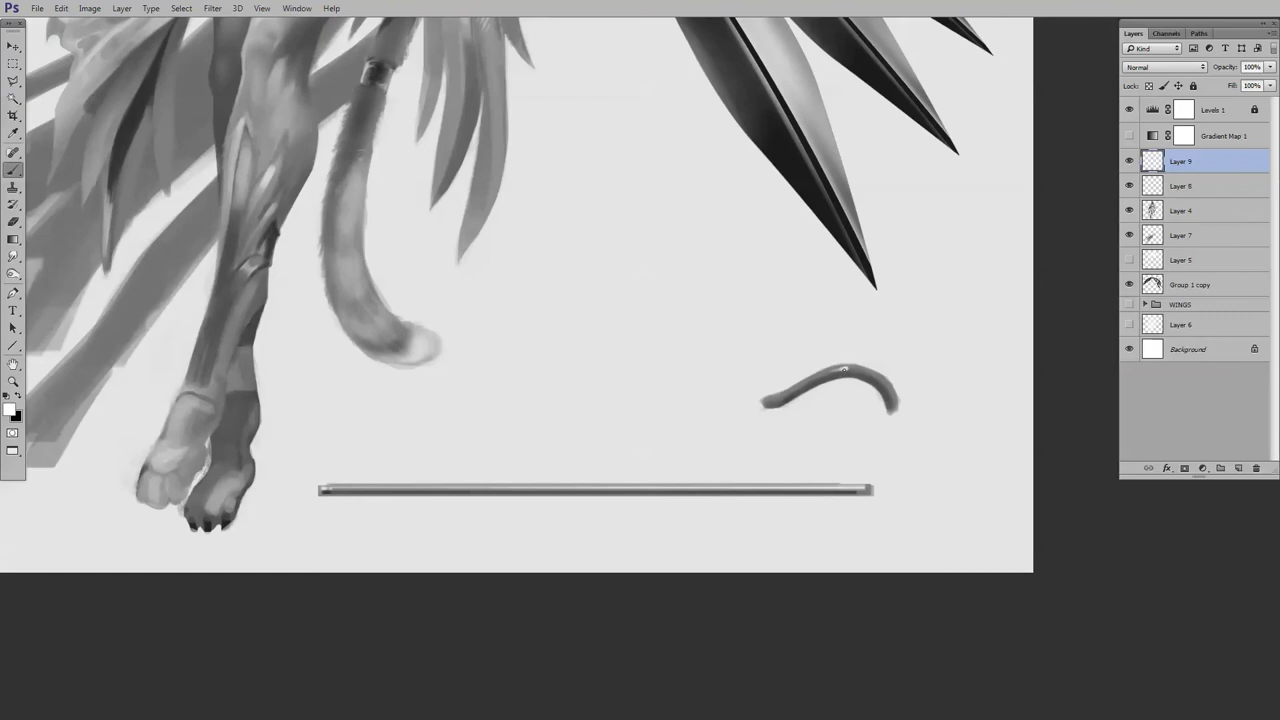 Ps File Edit Image Layer Type Select Filter 3D View Window Help
Layers Channels Paths
Kind
Normal Opacity: 100%
Lock: Fill: 100%
Levels 1
Gradient Map 1
Layer 9
Layer 8
Layer 4
Layer 7
Layer 5
Group 1 copy
WINGS
Layer 6
Background